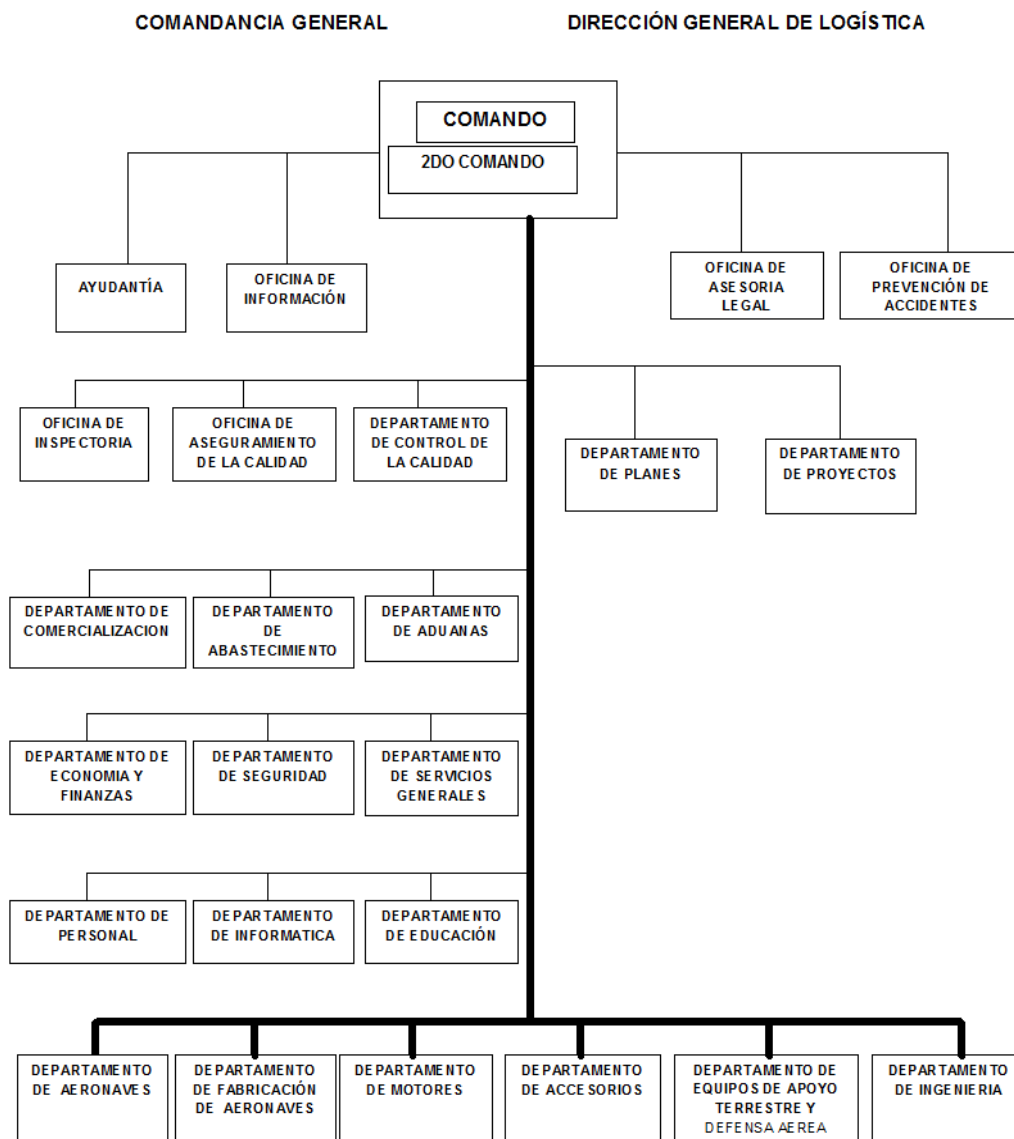 COMANDANCIA GENERAL
DIRECCIÓN GENERAL DE LOGÍSTICA
COMANDO
2DO COMANDO
AYUDANTÍA
OFICINA DE
INFORMACIÓN
OFICINA DE
ASESORIA
LEGAL
OFICINA DE
PREVENCIÓN DE
ACCIDENTES
OFICINA DE
INSPECTORIA
OFICINA DE
ASEGURAMIENTO
DE LA CALIDAD
DEPARTAMENTO
DE CONTROL DE
LA CALIDAD
DEPARTAMENTO
DE PLANES
DEPARTAMENTO
DE PROYECTOS
DEPARTAMENTO DE
COMERCIALIZACION
DEPARTAMENTO
DE
ABASTECIMIENTO
DEPARTAMENTO
DE ADUANAS
DEPARTAMENTO DE
ECONOMIA Y
FINANZAS
DEPARTAMENTO
DE SEGURIDAD
DEPARTAMENTO
DE SERVICIOS
GENERALES
DEPARTAMENTO DE
PERSONAL
DEPARTAMENTO
DE INFORMATICA
DEPARTAMENTO
DE EDUCACIÓN
DEPARTAMENTO
DE AERONAVES
DEPARTAMENTO
DE FABRICACIÓN
DE AERONAVES
DEPARTAMENTO
DE MOTORES
DEPARTAMENTO
DE ACCESORIOS
DEPARTAMENTO DE
EQUIPOS DE APOYO
TERRESTRE Y
DEFENSA AEREA
DEPARTAMENTO
DE INGENIERIA